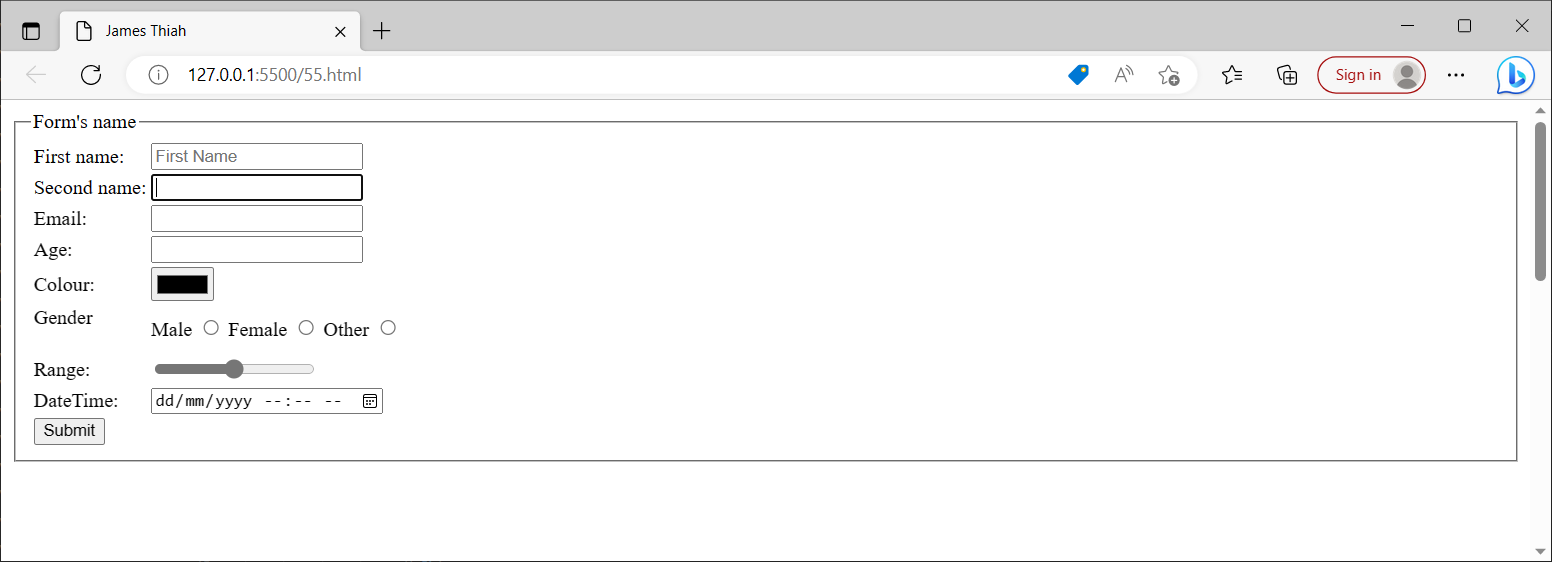 James Thiah
127.0.0.1:5500/55.html
Sign in
Form's name
First name: First Name
Second name:
Email:
Age:
Colour:
Gender Male Female Other
Range:
DateTime: dd/mm/yyyy --:-- --
Submit